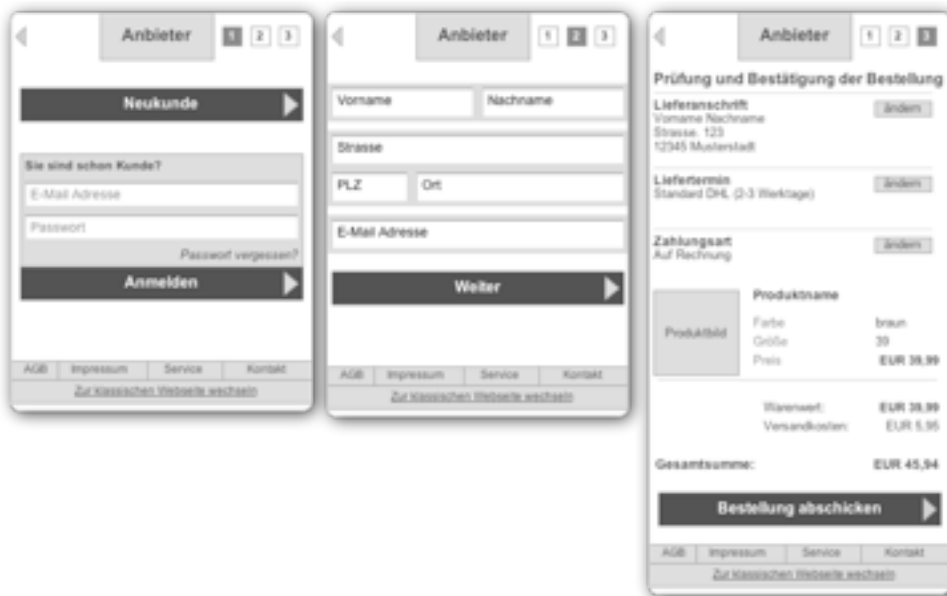 Anbieter 1 2 3
Neukunde
Sie sind schon Kunde?
E-Mail Adresse
Passwort
Passwort vergessen?
Anmelden
AGB Impressum Service Kontakt
Zur klassischen Webseite wechseln
Anbieter 1 2 3
Vorname Nachname
Strasse
PLZ Ort
E-Mail Adresse
Weiter
AGB Impressum Service Kontakt
Zur klassischen Webseite wechseln
Anbieter 1 2 3
Prüfung und Bestätigung der Bestellung
Lieferanschrift ändern
Vorname Nachname
Strasse. 123
12345 Musterstadt
Liefertermin ändern
Standard DHL (2-3 Werktage)
Zahlungsart ändern
Auf Rechnung
Produktbild
Produktname
Farbe braun
Größe 39
Preis EUR 39,99
Warenwert: EUR 39,99
Versandkosten: EUR 5,95
Gesamtsumme: EUR 45,94
Bestellung abschicken
AGB Impressum Service Kontakt
Zur klassischen Webseite wechseln